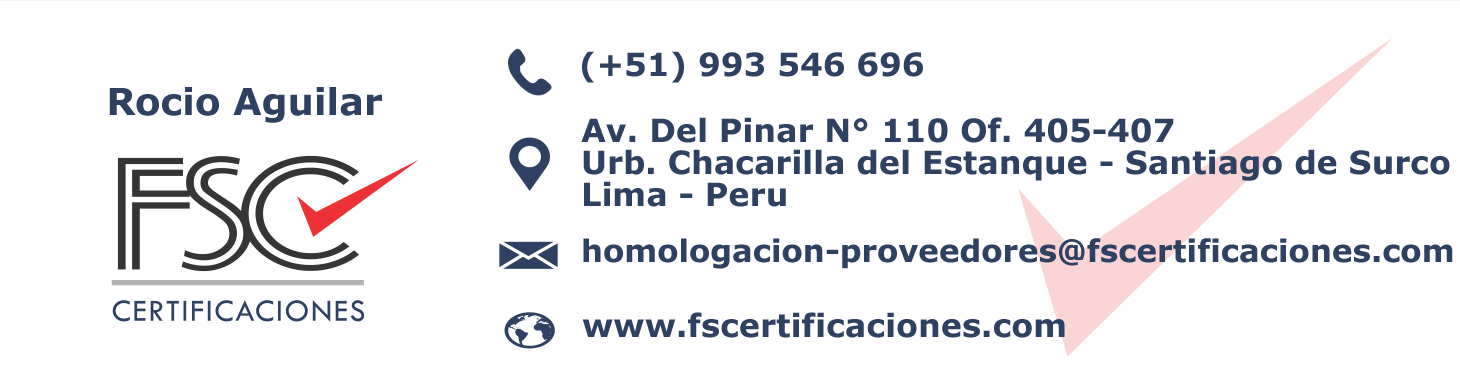 Rocio Aguilar
FSC
CERTIFICACIONES
(+51) 993 546 696
Av. Del Pinar N° 110 Of. 405-407
Urb. Chacarilla del Estanque - Santiago de Surco
Lima - Peru
homologacion-proveedores@fscertificaciones.com
www.fscertificaciones.com